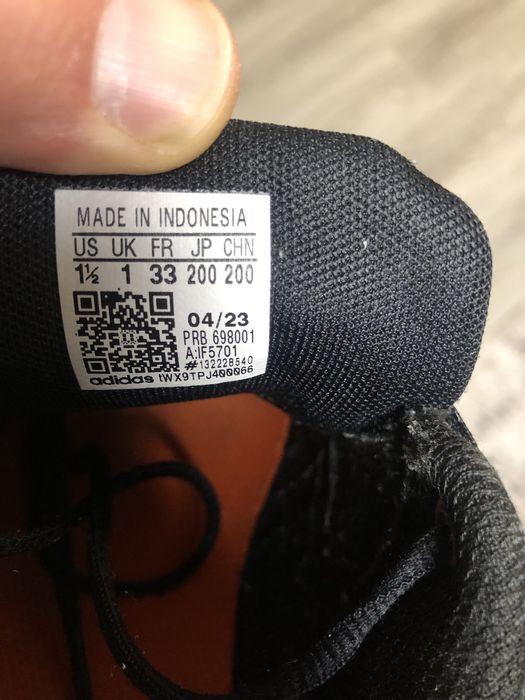 MADE IN INDONESIA
US UK FR JP CHN
1½ 1 33 200 200
04/23
PRB 698001
A:IF5701
#132228540
adidas tWX9TPJ400066